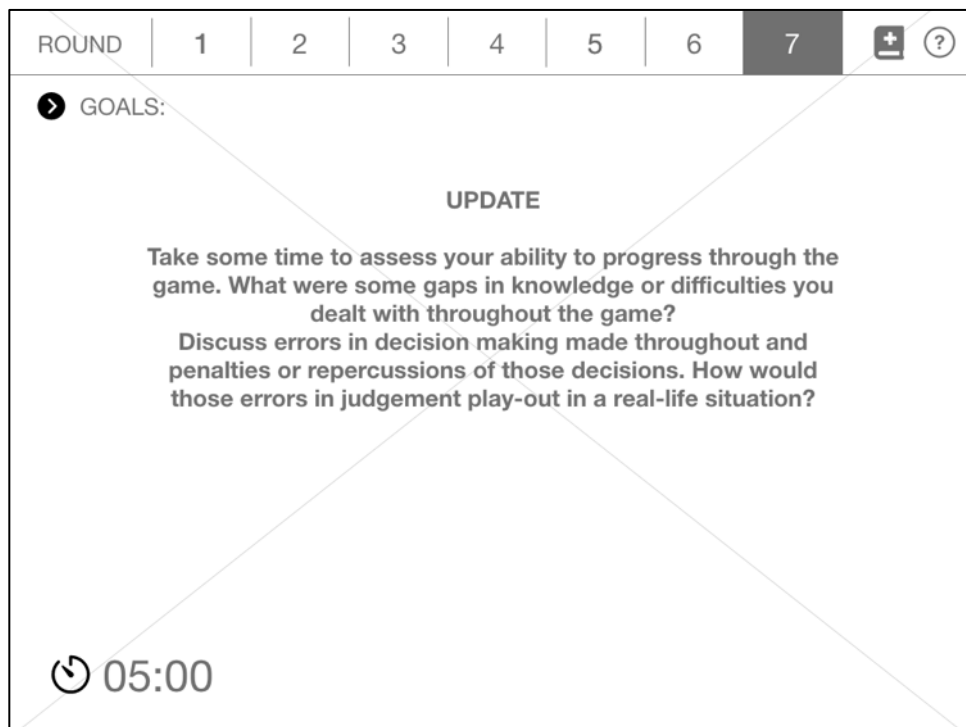 ROUND 1 2 3 4 5 6 7 ?
GOALS:
UPDATE
Take some time to assess your ability to progress through the
game. What were some gaps in knowledge or difficulties you
dealt with throughout the game?
Discuss errors in decision making made throughout and
penalties or repercussions of those decisions. How would
those errors in judgement play-out in a real-life situation?
05:00